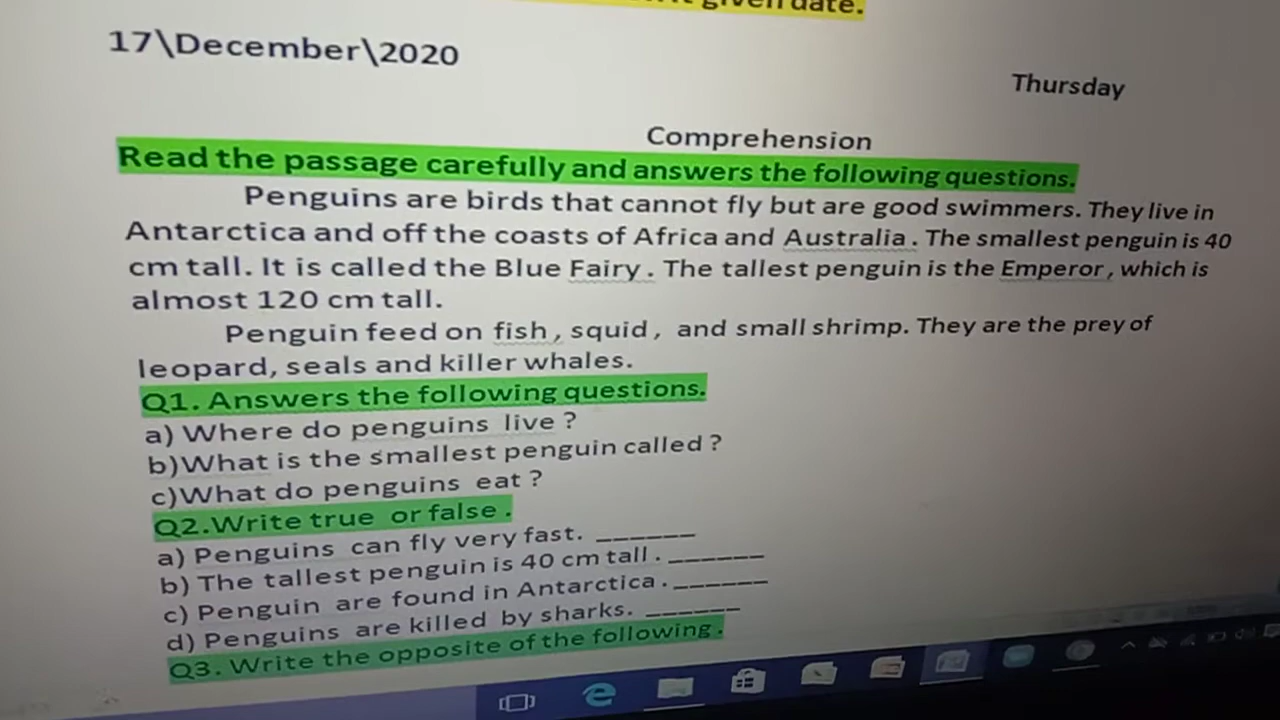 given date.
17\December\2020
Thursday
Comprehension
Read the passage carefully and answers the following questions.
Penguins are birds that cannot fly but are good swimmers. They live in
Antarctica and off the coasts of Africa and Australia . The smallest penguin is 40
cm tall. It is called the Blue Fairy . The tallest penguin is the Emperor , which is
almost 120 cm tall.
Penguin feed on fish , squid , and small shrimp. They are the prey of
leopard, seals and killer whales.
Q1. Answers the following questions.
a) Where do penguins live ?
b)What is the smallest penguin called ?
c)What do penguins eat ?
Q2.Write true or false .
a) Penguins can fly very fast. ______
b) The tallest penguin is 40 cm tall . ______
c) Penguin are found in Antarctica . ______
d) Penguins are killed by sharks. ______
Q3. Write the opposite of the following .